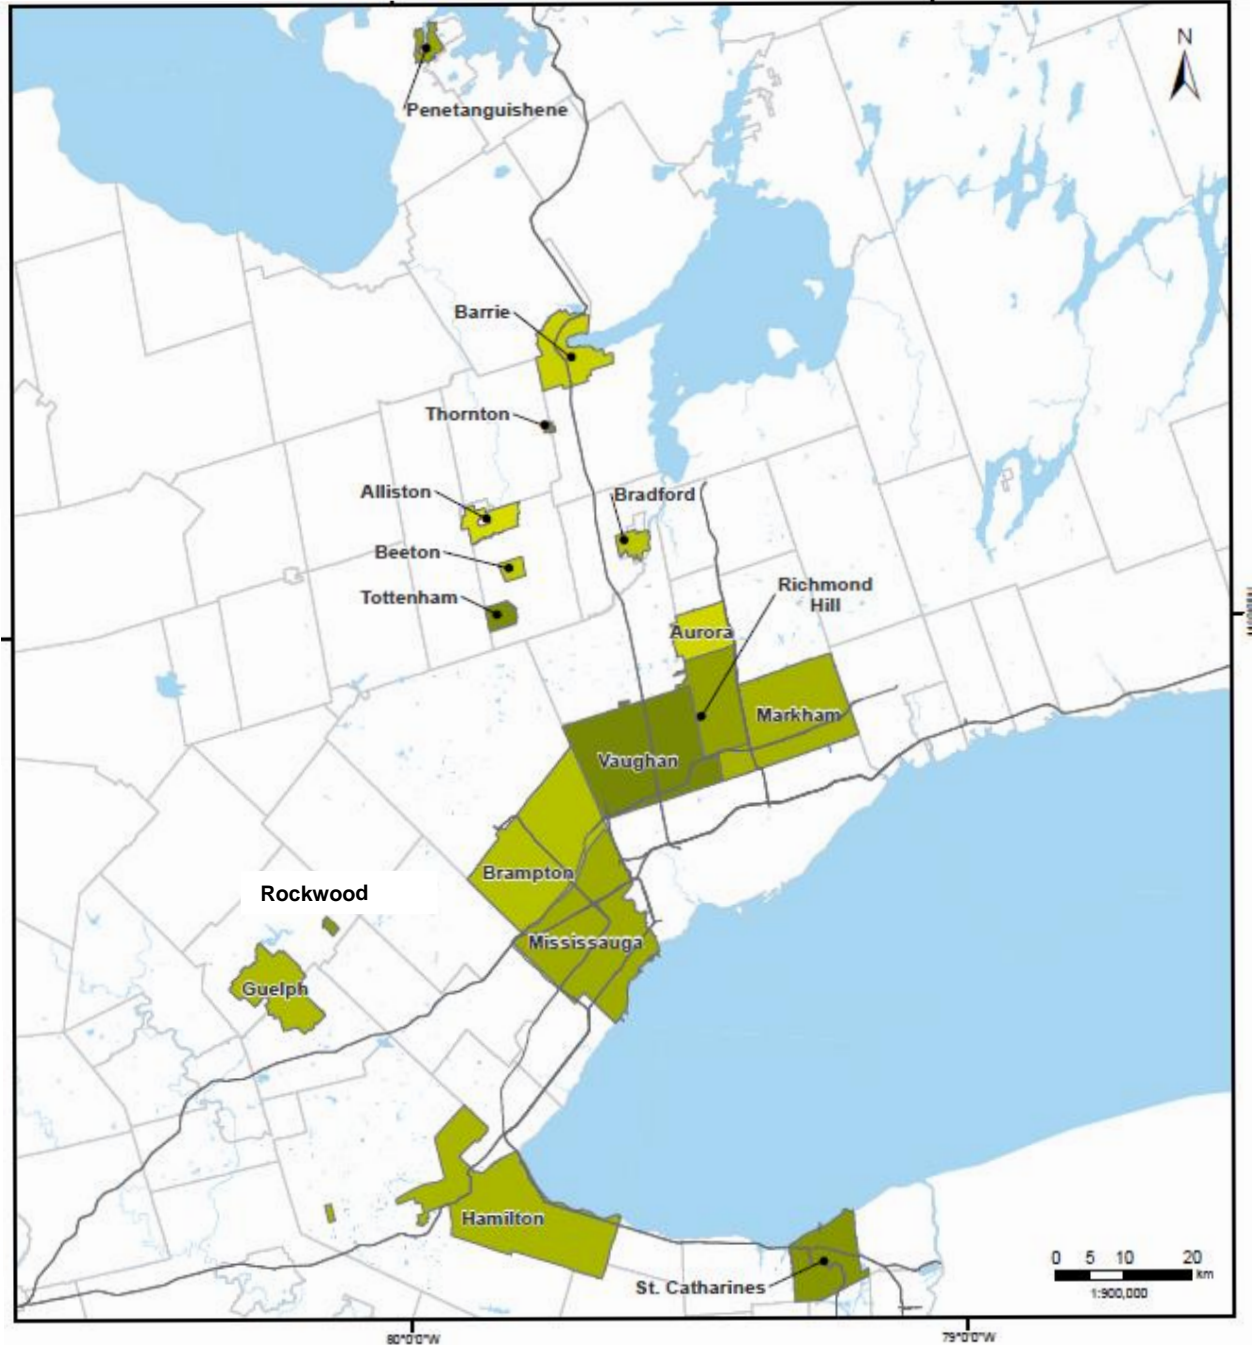 N
Penetanguishene
Barrie
Thornton
Alliston
Bradford
Beeton
Tottenham
Richmond
Hill
Aurora
Markham
Vaughan
Brampton
Rockwood
Mississauga
Guelph
Hamilton
St. Catharines
0 5 10 20
km
1:900,000
80°0'0"W
79°0'0"W